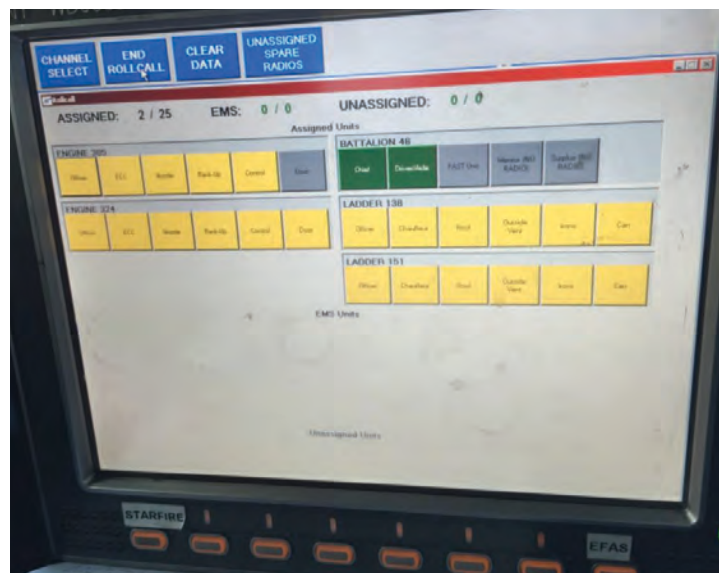 CHANNEL SELECT
END ROLLCALL
CLEAR DATA
UNASSIGNED SPARE RADIOS
Rollcall
ASSIGNED: 2 / 25 EMS: 0 / 0 UNASSIGNED: 0 / 0
Assigned Units
BATTALION 46
Chief Driver/Aide FAST Unit
ENGINE 305
Officer ECC Nozzle Back-Up Control Door
ENGINE 324
Officer ECC Nozzle Back-Up Control Door
LADDER 138
Officer Chauffeur Roof Outside Vent Irons Can
LADDER 151
Officer Chauffeur Roof Outside Vent Irons Can
EMS Units
Unassigned Units
STARFIRE
EFAS